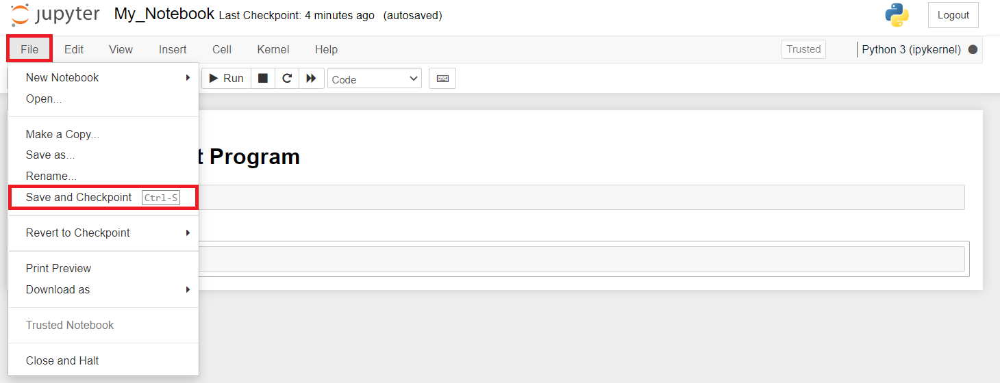 jupyter My_Notebook Last Checkpoint: 4 minutes ago (autosaved) Logout
File Edit View Insert Cell Kernel Help Trusted Python 3 (ipykernel)
Run Code
New Notebook
Open...
Make a Copy...
Save as...
t Program
Rename...
Save and Checkpoint Ctrl-S
Revert to Checkpoint
Print Preview
Download as
Trusted Notebook
Close and Halt